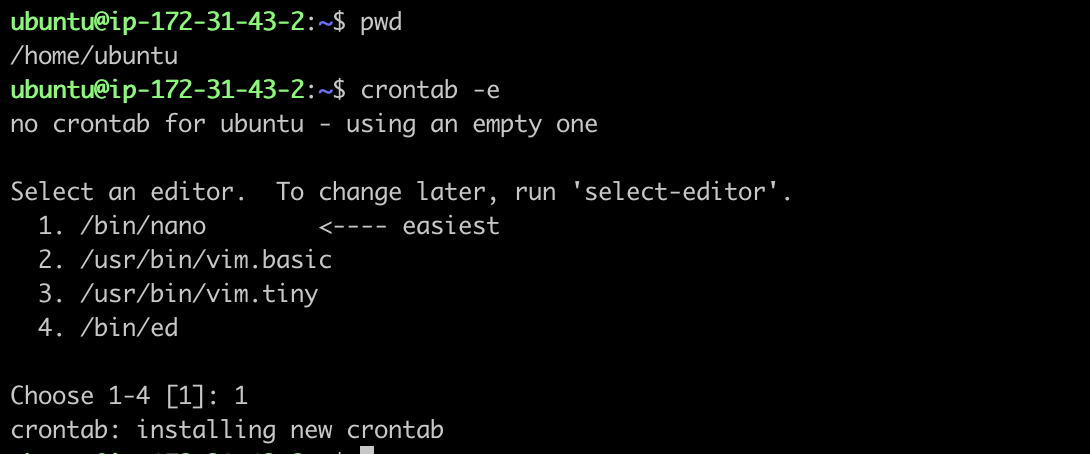 ubuntu@ip-172-31-43-2:~$ pwd
/home/ubuntu
ubuntu@ip-172-31-43-2:~$ crontab -e
no crontab for ubuntu - using an empty one
Select an editor.  To change later, run 'select-editor'.
  1. /bin/nano        <---- easiest
  2. /usr/bin/vim.basic
  3. /usr/bin/vim.tiny
  4. /bin/ed
Choose 1-4 [1]: 1
crontab: installing new crontab